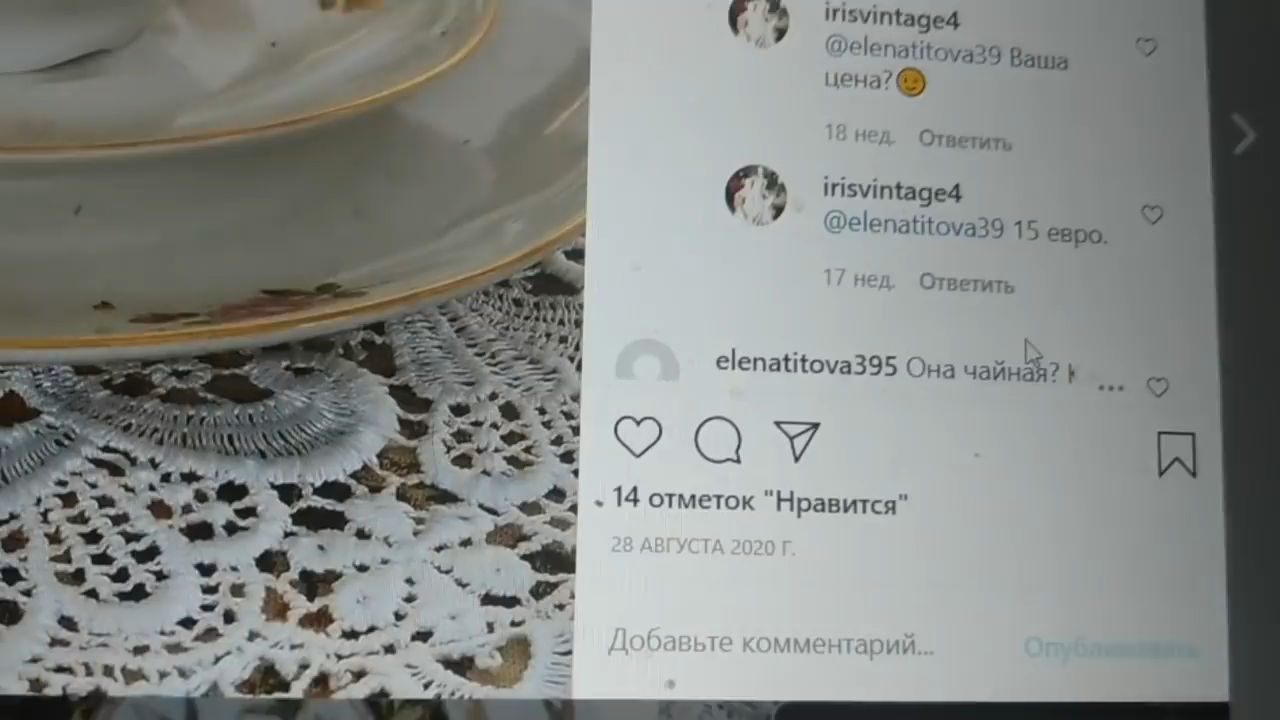 irisvintage4
@elenatitova39 Ваша
цена?😉
18 нед. Ответить
irisvintage4
@elenatitova39 15 евро.
17 нед. Ответить
elenatitova395 Она чайная?
14 отметок "Нравится"
28 АВГУСТА 2020 Г.
Добавьте комментарий...
Опубликовать